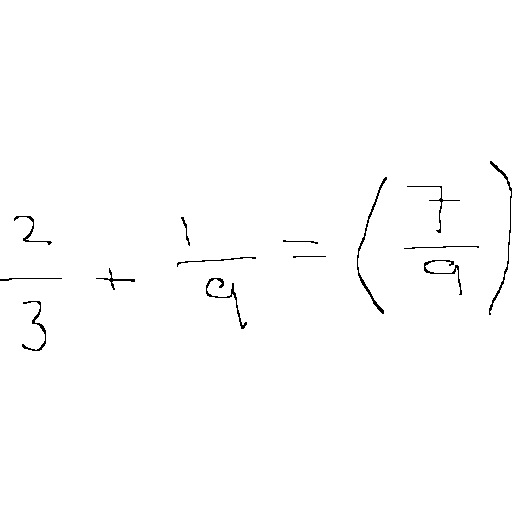 2/3 + 1/9 = (7/9)